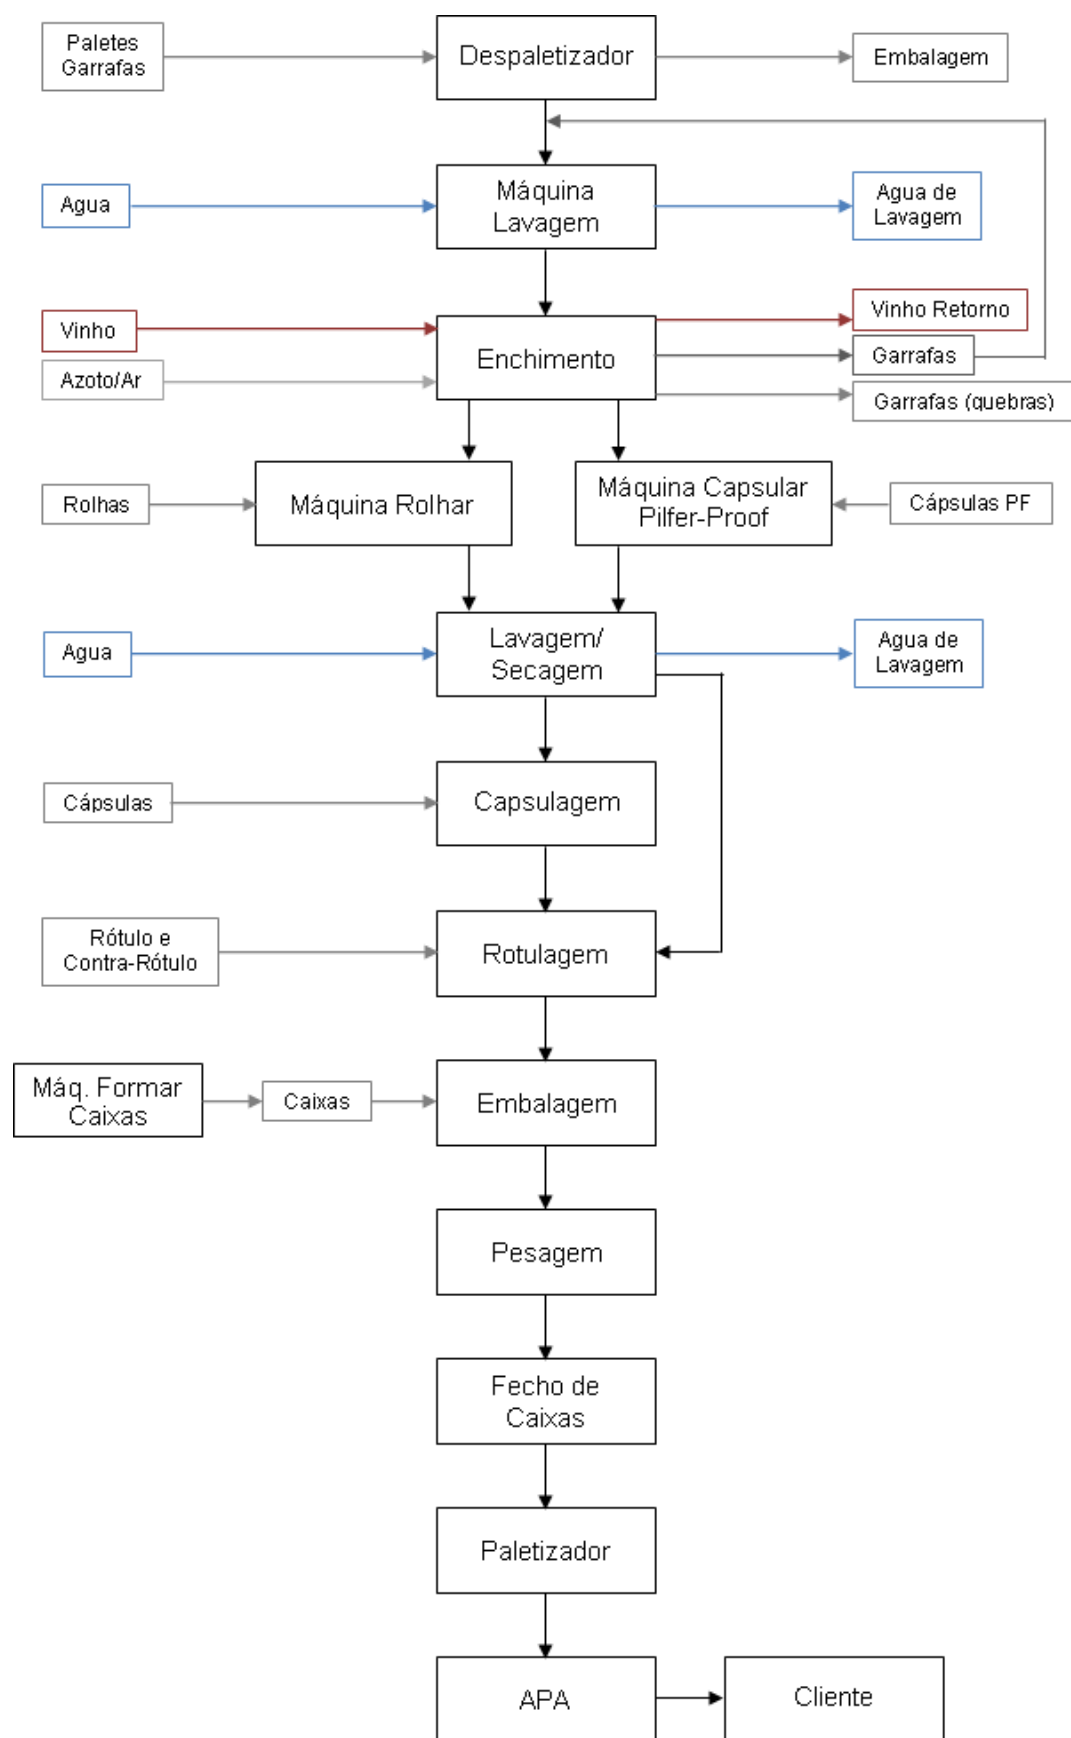 Paletes
Garrafas
Despaletizador
Embalagem
Agua
Máquina
Lavagem
Agua de
Lavagem
Vinho
Azoto/Ar
Enchimento
Vinho Retorno
Garrafas
Garrafas (quebras)
Rolhas
Máquina Rolhar
Máquina Capsular
Pilfer-Proof
Cápsulas PF
Agua
Lavagem/
Secagem
Agua de
Lavagem
Cápsulas
Capsulagem
Rótulo e
Contra-Rótulo
Rotulagem
Máq. Formar
Caixas
Caixas
Embalagem
Pesagem
Fecho de
Caixas
Paletizador
APA
Cliente